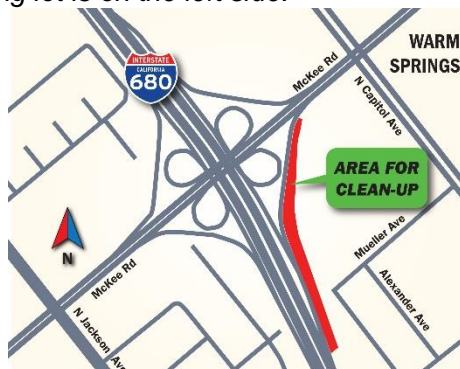 g lot is on the left side.
WARM
SPRINGS
INTERSTATE
CALIFORNIA
680
McKee Rd
N Capitol Ave
AREA FOR
CLEAN-UP
Mueller Ave
Alexander Ave
N
McKee Rd
N Jackson Ave